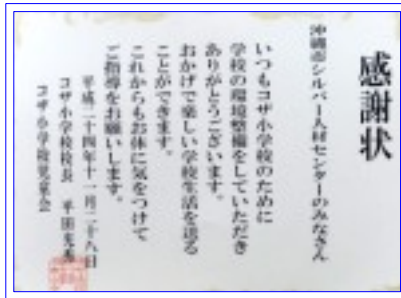 感謝状
沖縄市シルバー人材センターのみなさん
いつもコザ小学校のために
学校の環境整備をしていただき
ありがとうございます。
おかげで楽しい学校生活を送る
ことができます。
これからもお体に気をつけて
ご指導をお願いします。
平成二十四年十一月二十八日
コザ小学校校長 平田
コザ小学校児童会